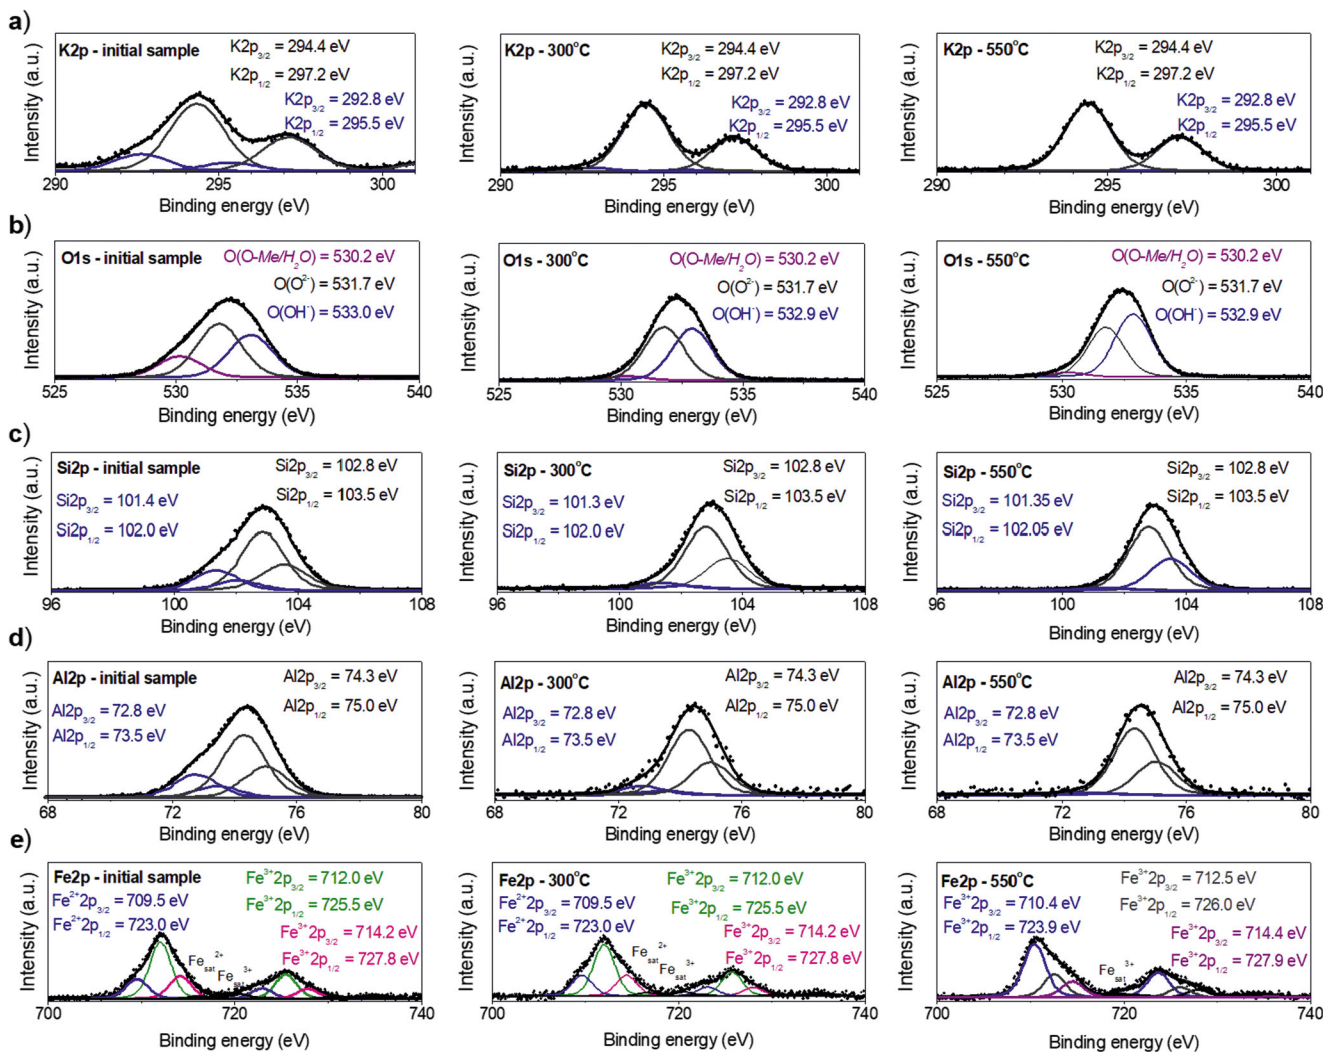 a)
K2p - initial sample
K2p3/2 = 294.4 eV
K2p1/2 = 297.2 eV
K2p3/2 = 292.8 eV
K2p1/2 = 295.5 eV
Intensity (a.u.)
290 295 300
Binding energy (eV)
K2p - 300°C
K2p3/2 = 294.4 eV
K2p1/2 = 297.2 eV
K2p3/2 = 292.8 eV
K2p1/2 = 295.5 eV
Intensity (a.u.)
290 295 300
Binding energy (eV)
K2p - 550°C
K2p3/2 = 294.4 eV
K2p1/2 = 297.2 eV
K2p3/2 = 292.8 eV
K2p1/2 = 295.5 eV
Intensity (a.u.)
290 295 300
Binding energy (eV)
b)
O1s - initial sample
O(O-Me/H2O) = 530.2 eV
O(O2-) = 531.7 eV
O(OH-) = 533.0 eV
Intensity (a.u.)
525 530 535 540
Binding energy (eV)
O1s - 300°C
O(O-Me/H2O) = 530.2 eV
O(O2-) = 531.7 eV
O(OH-) = 532.9 eV
Intensity (a.u.)
525 530 535 540
Binding energy (eV)
O1s - 550°C
O(O-Me/H2O) = 530.2 eV
O(O2-) = 531.7 eV
O(OH-) = 532.9 eV
Intensity (a.u.)
525 530 535 540
Binding energy (eV)
c)
Si2p - initial sample
Si2p3/2 = 102.8 eV
Si2p1/2 = 103.5 eV
Si2p3/2 = 101.4 eV
Si2p1/2 = 102.0 eV
Intensity (a.u.)
96 100 104 108
Binding energy (eV)
Si2p - 300°C
Si2p3/2 = 102.8 eV
Si2p1/2 = 103.5 eV
Si2p3/2 = 101.3 eV
Si2p1/2 = 102.0 eV
Intensity (a.u.)
96 100 104 108
Binding energy (eV)
Si2p - 550°C
Si2p3/2 = 102.8 eV
Si2p1/2 = 103.5 eV
Si2p3/2 = 101.35 eV
Si2p1/2 = 102.05 eV
Intensity (a.u.)
96 100 104 108
Binding energy (eV)
d)
Al2p - initial sample
Al2p3/2 = 74.3 eV
Al2p1/2 = 75.0 eV
Al2p3/2 = 72.8 eV
Al2p1/2 = 73.5 eV
Intensity (a.u.)
68 72 76 80
Binding energy (eV)
Al2p - 300°C
Al2p3/2 = 74.3 eV
Al2p1/2 = 75.0 eV
Al2p3/2 = 72.8 eV
Al2p1/2 = 73.5 eV
Intensity (a.u.)
68 72 76 80
Binding energy (eV)
Al2p - 550°C
Al2p3/2 = 74.3 eV
Al2p1/2 = 75.0 eV
Al2p3/2 = 72.8 eV
Al2p1/2 = 73.5 eV
Intensity (a.u.)
68 72 76 80
Binding energy (eV)
e)
Fe2p - initial sample
Fe3+2p3/2 = 712.0 eV
Fe3+2p1/2 = 725.5 eV
Fe2+2p3/2 = 709.5 eV
Fe2+2p1/2 = 723.0 eV
Fe3+2p3/2 = 714.2 eV
Fe3+2p1/2 = 727.8 eV
Fesat2+
Fesat3+
Intensity (a.u.)
700 720 740
Binding energy (eV)
Fe2p - 300°C
Fe3+2p3/2 = 712.0 eV
Fe3+2p1/2 = 725.5 eV
Fe2+2p3/2 = 709.5 eV
Fe2+2p1/2 = 723.0 eV
Fe3+2p3/2 = 714.2 eV
Fe3+2p1/2 = 727.8 eV
Fesat2+
Fesat3+
Intensity (a.u.)
700 720 740
Binding energy (eV)
Fe2p - 550°C
Fe3+2p3/2 = 712.5 eV
Fe3+2p1/2 = 726.0 eV
Fe3+2p3/2 = 710.4 eV
Fe3+2p1/2 = 723.9 eV
Fe3+2p3/2 = 714.4 eV
Fe3+2p1/2 = 727.9 eV
Fesat3+
Intensity (a.u.)
700 720 740
Binding energy (eV)